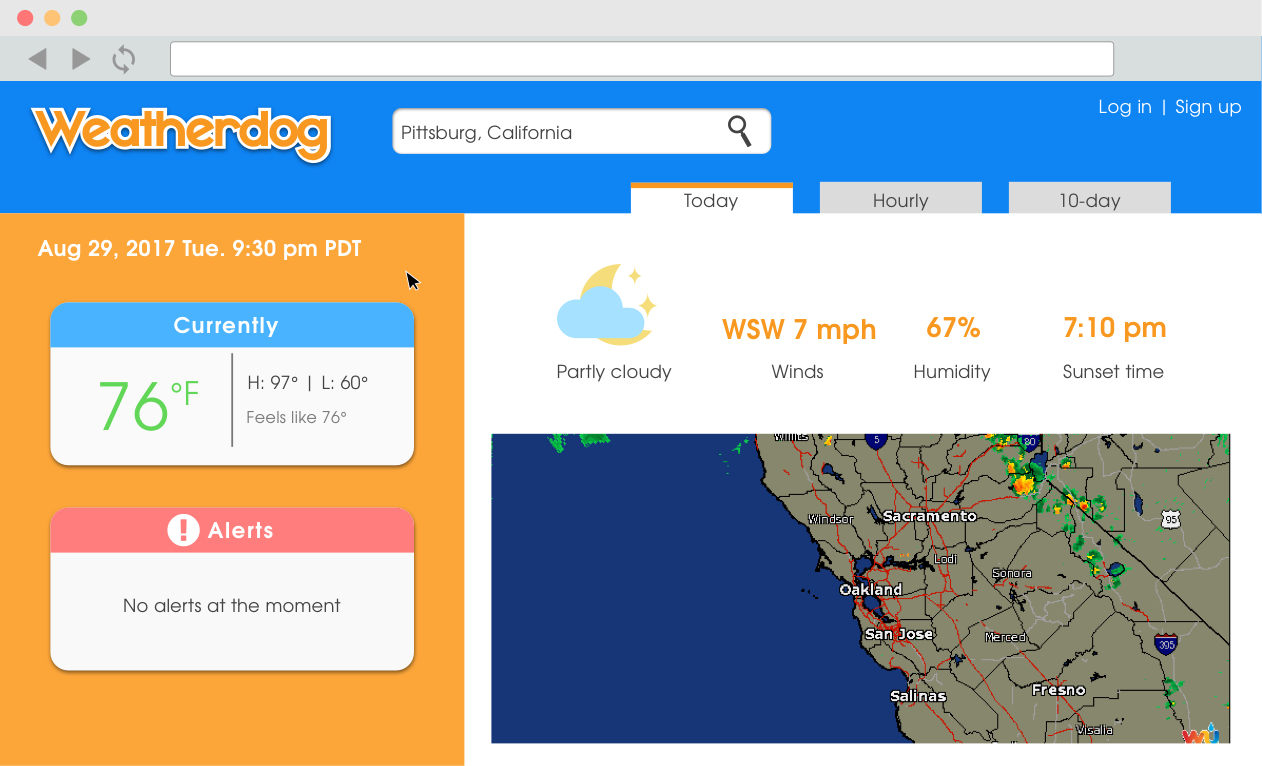 Weatherdog
Pittsburg, California
Log in | Sign up
Today
Hourly
10-day
Aug 29, 2017 Tue. 9:30 pm PDT
Currently
76°F
H: 97° | L: 60°
Feels like 76°
! Alerts
No alerts at the moment
WSW 7 mph
67%
7:10 pm
Partly cloudy
Winds
Humidity
Sunset time
Willits
5
80
Windsor
Sacramento
95
Lodi
Sonora
Oakland
San Jose
Merced
395
Salinas
Fresno
Visalia